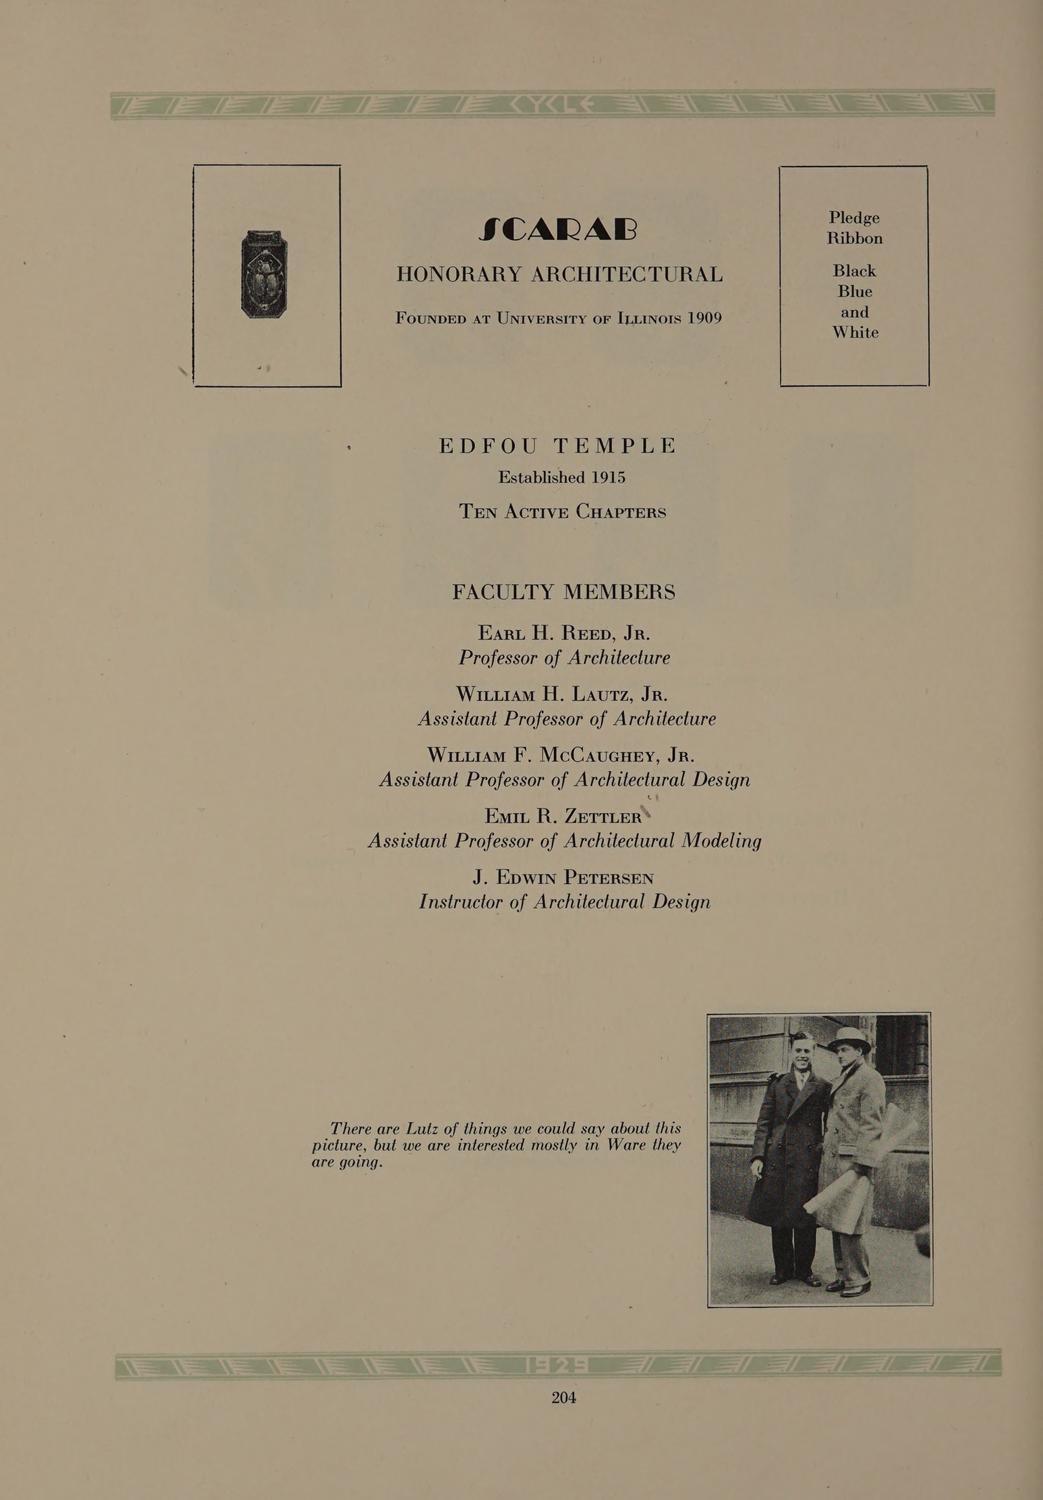 CYCLE
SCARAB
HONORARY ARCHITECTURAL
FOUNDED AT UNIVERSITY OF ILLINOIS 1909
Pledge
Ribbon
Black
Blue
and
White
EDFOU TEMPLE
Established 1915
TEN ACTIVE CHAPTERS
FACULTY MEMBERS
EARL H. REED, JR.
Professor of Architecture
WILLIAM H. LAUTZ, JR.
Assistant Professor of Architecture
WILLIAM F. MCCAUGHEY, JR.
Assistant Professor of Architectural Design
EMIL R. ZETTLER
Assistant Professor of Architectural Modeling
J. EDWIN PETERSEN
Instructor of Architectural Design
There are Lutz of things we could say about this
picture, but we are interested mostly in Ware they
are going.
1929
204